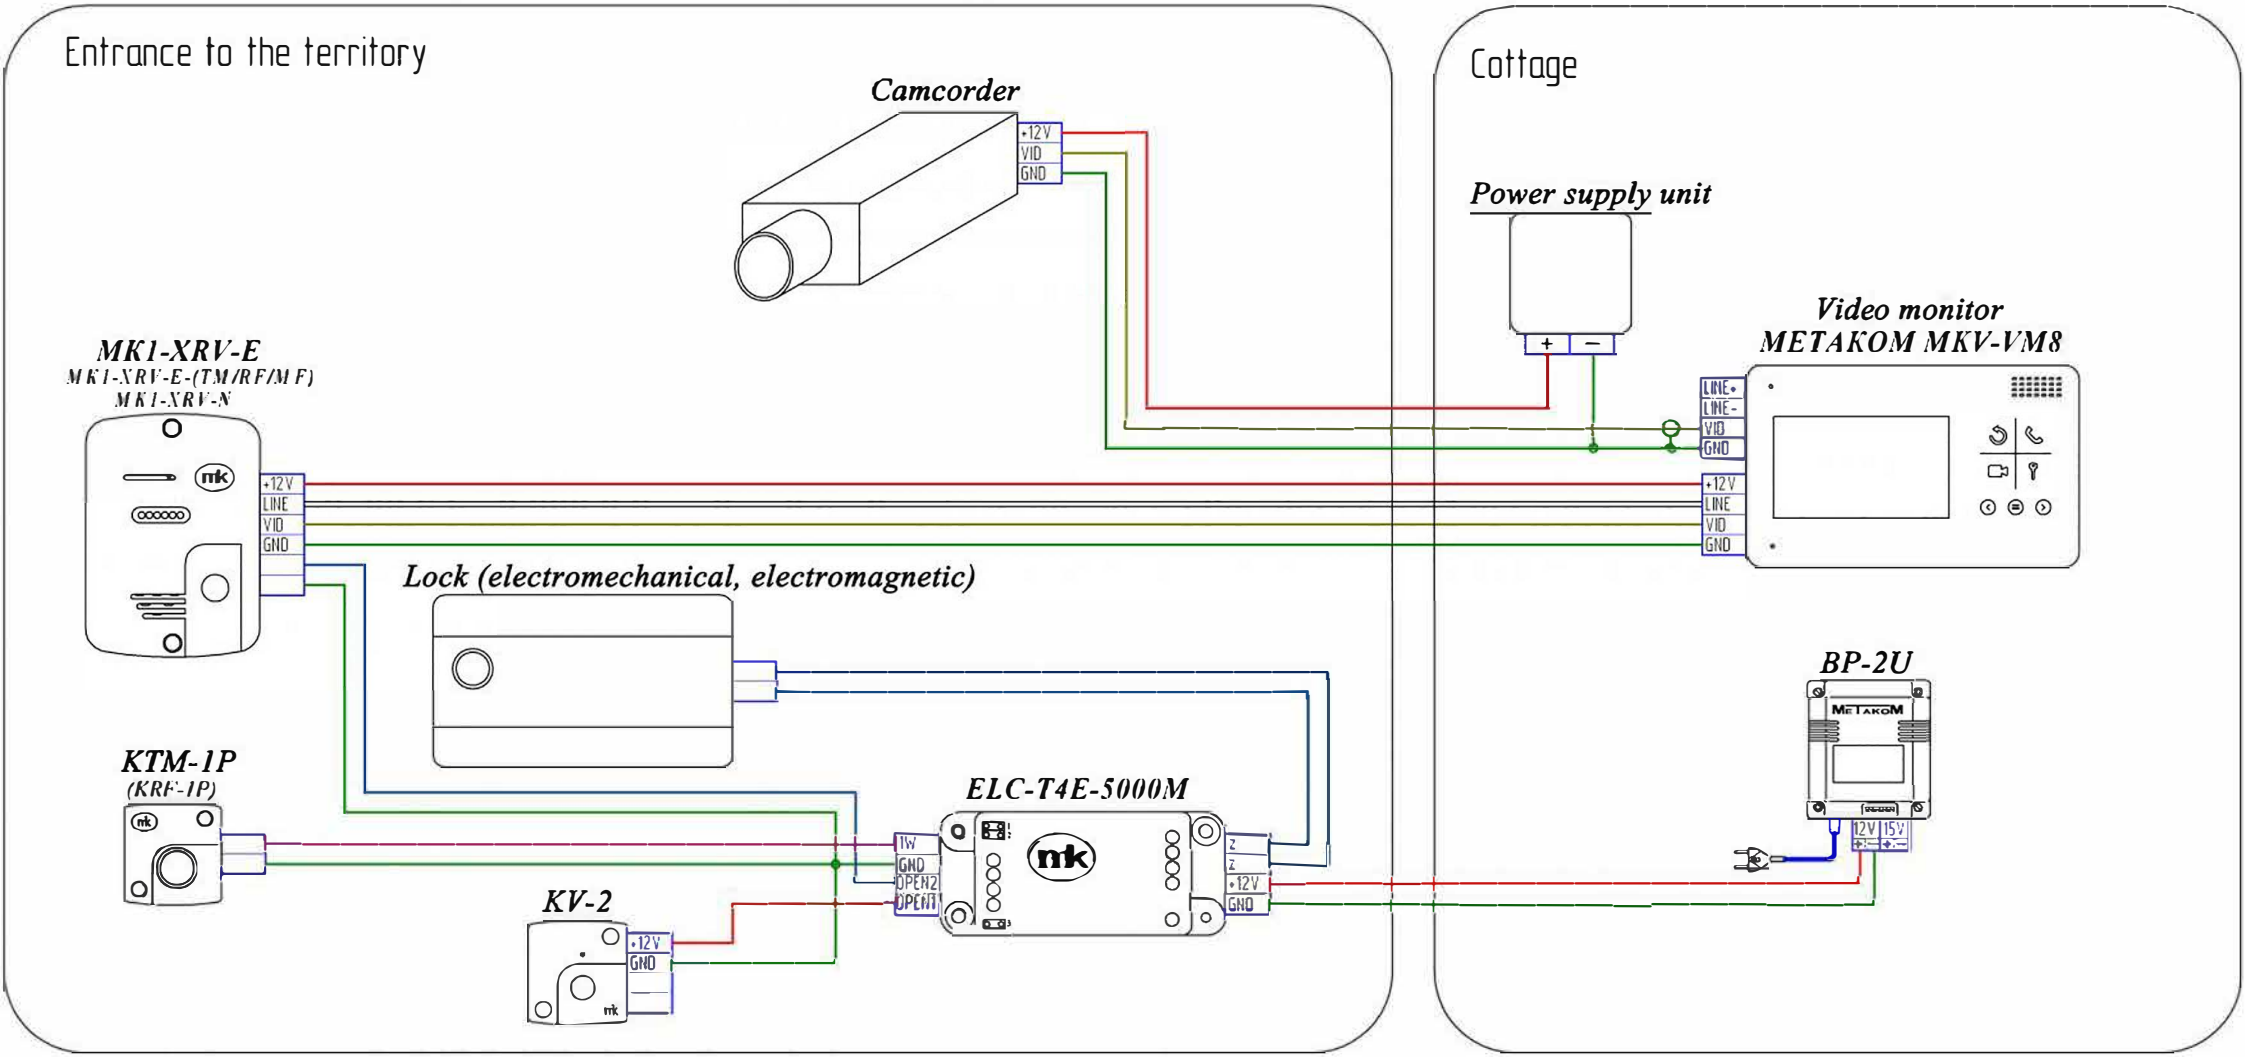 Entrance to the territory
Cottage
Camcorder
+12V
VID
GND
Power supply unit
+ −
Video monitor
METAKOM MKV-VM8
LINE+
LINE-
VID
GND
+12V
LINE
VID
GND
MK1-XRV-E
MK1-XRV-E-(TM/RF/MF)
MK1-XRV-N
mk
+12V
LINE
VID
GND
Lock (electromechanical, electromagnetic)
BP-2U
METAKOM
12V 15V
+ - + -
KTM-1P
(KRF-1P)
mk
ELC-T4E-5000M
1W
GND
OPEN2
OPEN1
1
2
3
mk
Z
Z
+12V
GND
KV-2
+12V
GND
mk